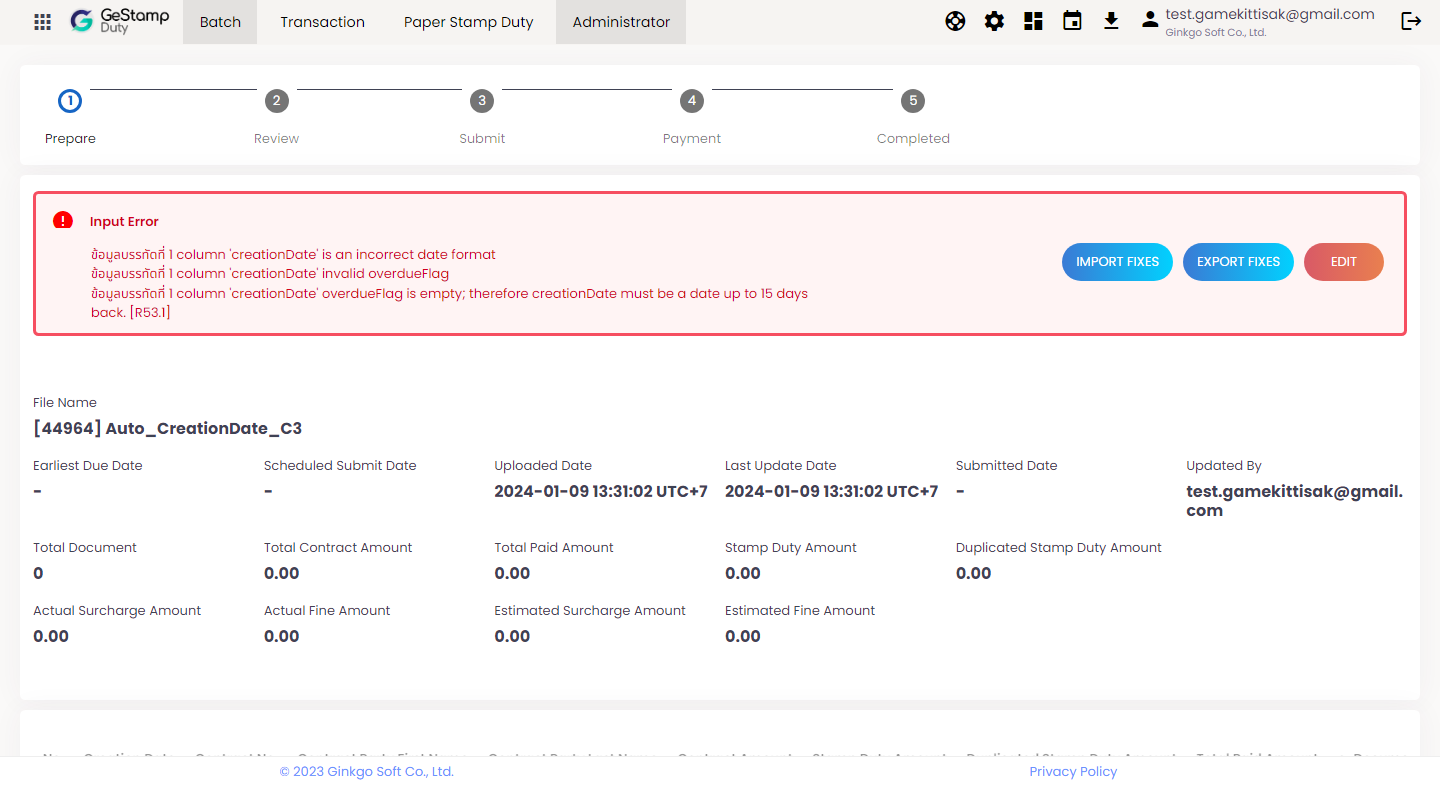 GeStamp
Duty
Batch
Transaction
Paper Stamp Duty
Administrator
test.gamekittisak@gmail.com
Ginkgo Soft Co., Ltd.
1
2
3
4
5
Prepare
Review
Submit
Payment
Completed
Input Error
ข้อมูลบรรทัดที่ 1 column 'creationDate' is an incorrect date format
ข้อมูลบรรทัดที่ 1 column 'creationDate' invalid overdueFlag
ข้อมูลบรรทัดที่ 1 column 'creationDate' overdueFlag is empty; therefore creationDate must be a date up to 15 days
back. [R53.1]
IMPORT FIXES
EXPORT FIXES
EDIT
File Name
[44964] Auto_CreationDate_C3
Earliest Due Date
Scheduled Submit Date
Uploaded Date
Last Update Date
Submitted Date
Updated By
-
-
2024-01-09 13:31:02 UTC+7
2024-01-09 13:31:02 UTC+7
-
test.gamekittisak@gmail.
com
Total Document
Total Contract Amount
Total Paid Amount
Stamp Duty Amount
Duplicated Stamp Duty Amount
0
0.00
0.00
0.00
0.00
Actual Surcharge Amount
Actual Fine Amount
Estimated Surcharge Amount
Estimated Fine Amount
0.00
0.00
0.00
0.00
© 2023 Ginkgo Soft Co., Ltd.
Privacy Policy